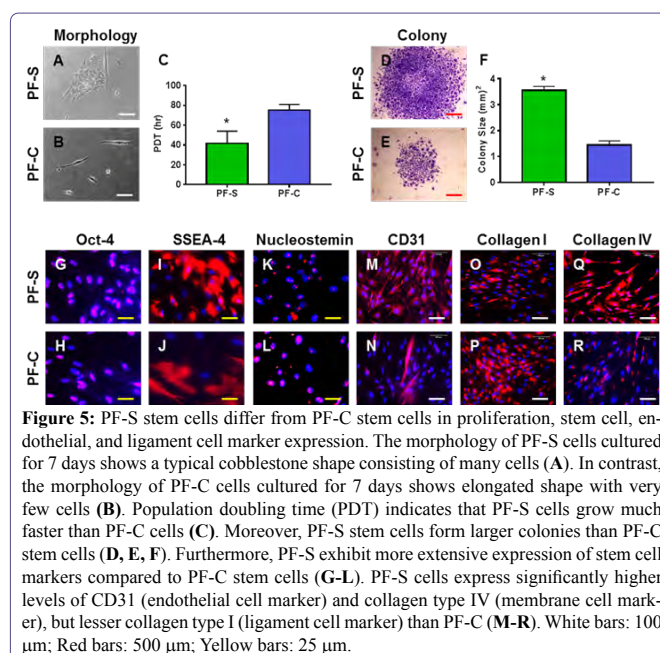 Morphology
Colony
PF-S
A
C
PDT (hr)
100
80
60
40
20
0
*
PF-S
PF-C
PF-S
D
F
Colony Size (mm)²
4
2
0
*
PF-S
PF-C
PF-C
B
PF-C
E
Oct-4
SSEA-4
Nucleostemin
CD31
Collagen I
Collagen IV
PF-S
G
I
K
M
O
Q
PF-C
H
J
L
N
P
R
Figure 5: PF-S stem cells differ from PF-C stem cells in proliferation, stem cell, en-
dothelial, and ligament cell marker expression. The morphology of PF-S cells cultured
for 7 days shows a typical cobblestone shape consisting of many cells (A). In contrast,
the morphology of PF-C cells cultured for 7 days shows elongated shape with very
few cells (B). Population doubling time (PDT) indicates that PF-S cells grow much
faster than PF-C cells (C). Moreover, PF-S stem cells form larger colonies than PF-C
stem cells (D, E, F). Furthermore, PF-S exhibit more extensive expression of stem cell
markers compared to PF-C stem cells (G-L). PF-S cells express significantly higher
levels of CD31 (endothelial cell marker) and collagen type IV (membrane cell mark-
er), but lesser collagen type I (ligament cell marker) than PF-C (M-R). White bars: 100
μm; Red bars: 500 μm; Yellow bars: 25 μm.